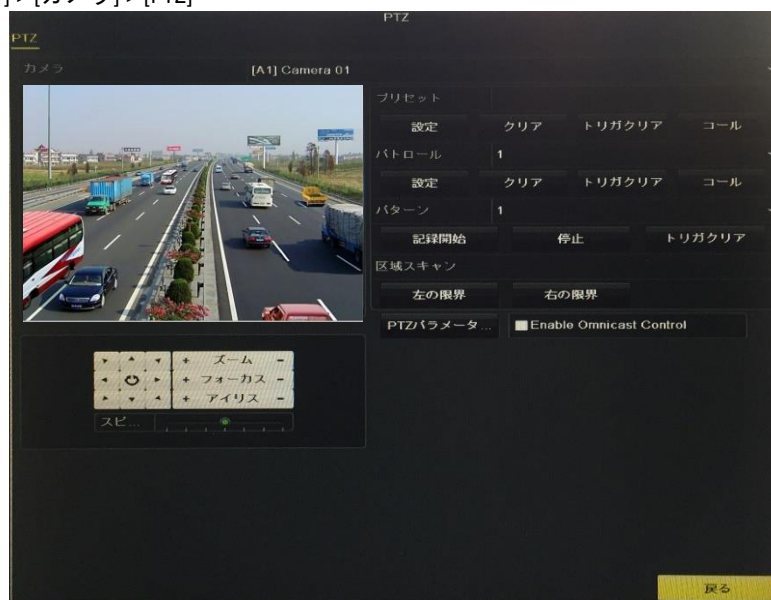 ] > [カメラ] > [PTZ]
PTZ
PTZ
カメラ [A1] Camera 01
プリセット
設定 クリア トリガクリア コール
パトロール 1
設定 クリア トリガクリア コール
パターン 1
記録開始 停止 トリガクリア
区域スキャン
左の限界 右の限界
PTZパラメータ... Enable Omnicast Control
+ ズーム -
+ フォーカス -
+ アイリス -
スピ...
戻る